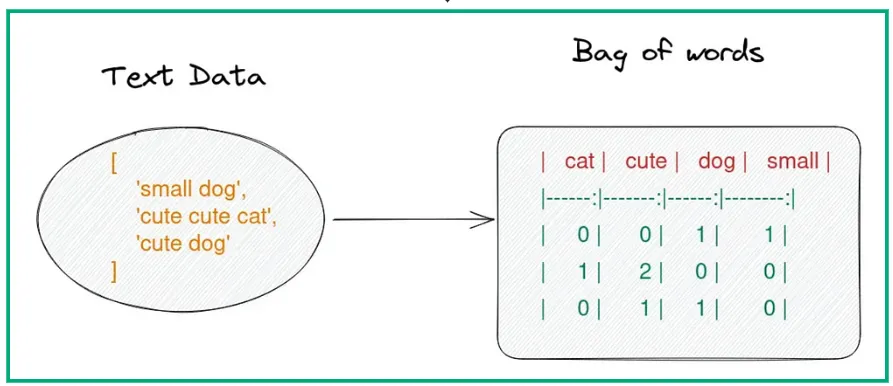 Text Data
[
'small dog',
'cute cute cat',
'cute dog'
]
Bag of words
| cat | cute | dog | small |
|------:|-------:|------:|--------:|
| 0 | 0 | 1 | 1 |
| 1 | 2 | 0 | 0 |
| 0 | 1 | 1 | 0 |